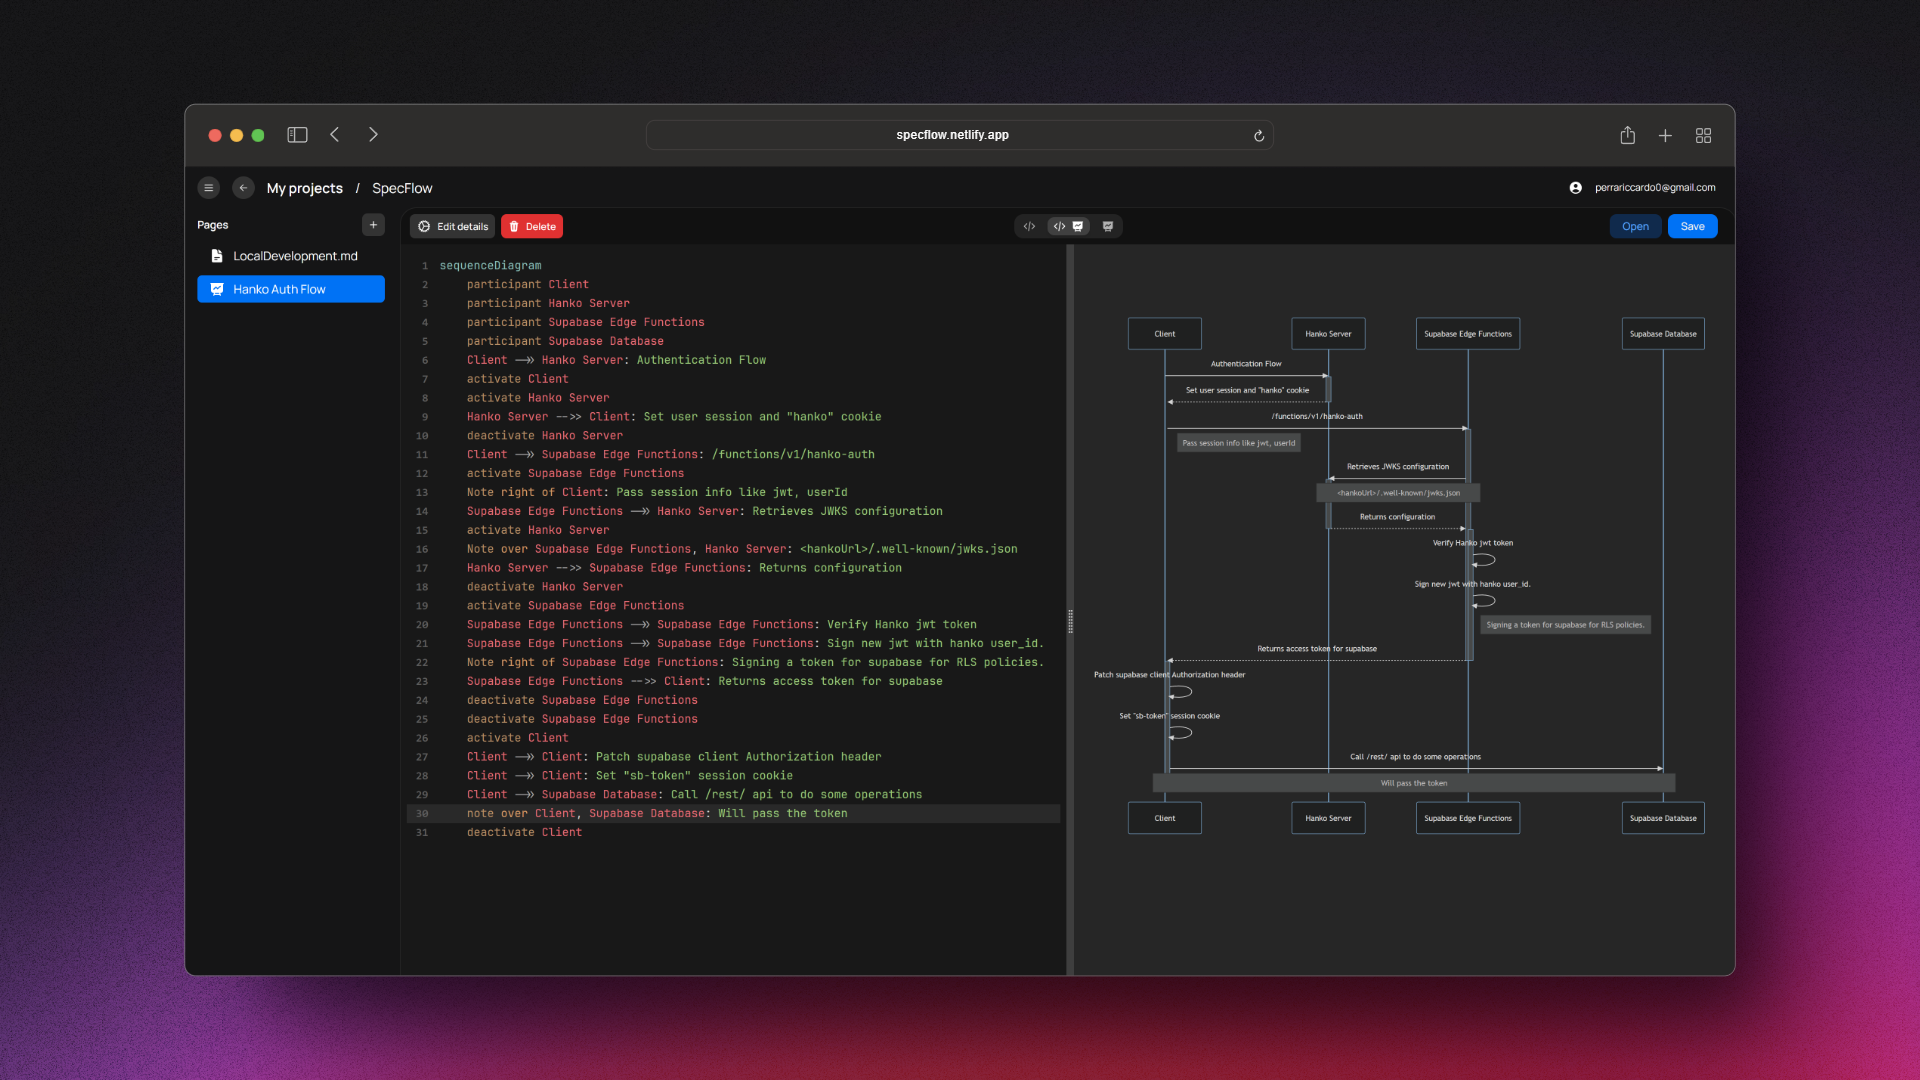 specflow.netlify.app
My projects / SpecFlow
perrariccardo0@gmail.com
Pages
LocalDevelopment.md
Hanko Auth Flow
Edit details
Delete
Open
Save
1 sequenceDiagram
2 participant Client
3 participant Hanko Server
4 participant Supabase Edge Functions
5 participant Supabase Database
6 Client ->> Hanko Server: Authentication Flow
7 activate Client
8 activate Hanko Server
9 Hanko Server -->> Client: Set user session and "hanko" cookie
10 deactivate Hanko Server
11 Client ->> Supabase Edge Functions: /functions/v1/hanko-auth
12 activate Supabase Edge Functions
13 Note right of Client: Pass session info like jwt, userId
14 Supabase Edge Functions ->> Hanko Server: Retrieves JWKS configuration
15 activate Hanko Server
16 Note over Supabase Edge Functions, Hanko Server: <hankoUrl>/.well-known/jwks.json
17 Hanko Server -->> Supabase Edge Functions: Returns configuration
18 deactivate Hanko Server
19 activate Supabase Edge Functions
20 Supabase Edge Functions ->> Supabase Edge Functions: Verify Hanko jwt token
21 Supabase Edge Functions ->> Supabase Edge Functions: Sign new jwt with hanko user_id.
22 Note right of Supabase Edge Functions: Signing a token for supabase for RLS policies.
23 Supabase Edge Functions -->> Client: Returns access token for supabase
24 deactivate Supabase Edge Functions
25 deactivate Supabase Edge Functions
26 activate Client
27 Client ->> Client: Patch supabase client Authorization header
28 Client ->> Client: Set "sb-token" session cookie
29 Client ->> Supabase Database: Call /rest/ api to do some operations
30 note over Client, Supabase Database: Will pass the token
31 deactivate Client
Client
Hanko Server
Supabase Edge Functions
Supabase Database
Authentication Flow
Set user session and "hanko" cookie
/functions/v1/hanko-auth
Pass session info like jwt, userId
Retrieves JWKS configuration
<hankoUrl>/.well-known/jwks.json
Returns configuration
Verify Hanko jwt token
Sign new jwt with hanko user_id.
Signing a token for supabase for RLS policies.
Returns access token for supabase
Patch supabase client Authorization header
Set "sb-token" session cookie
Call /rest/ api to do some operations
Will pass the token
Client
Hanko Server
Supabase Edge Functions
Supabase Database